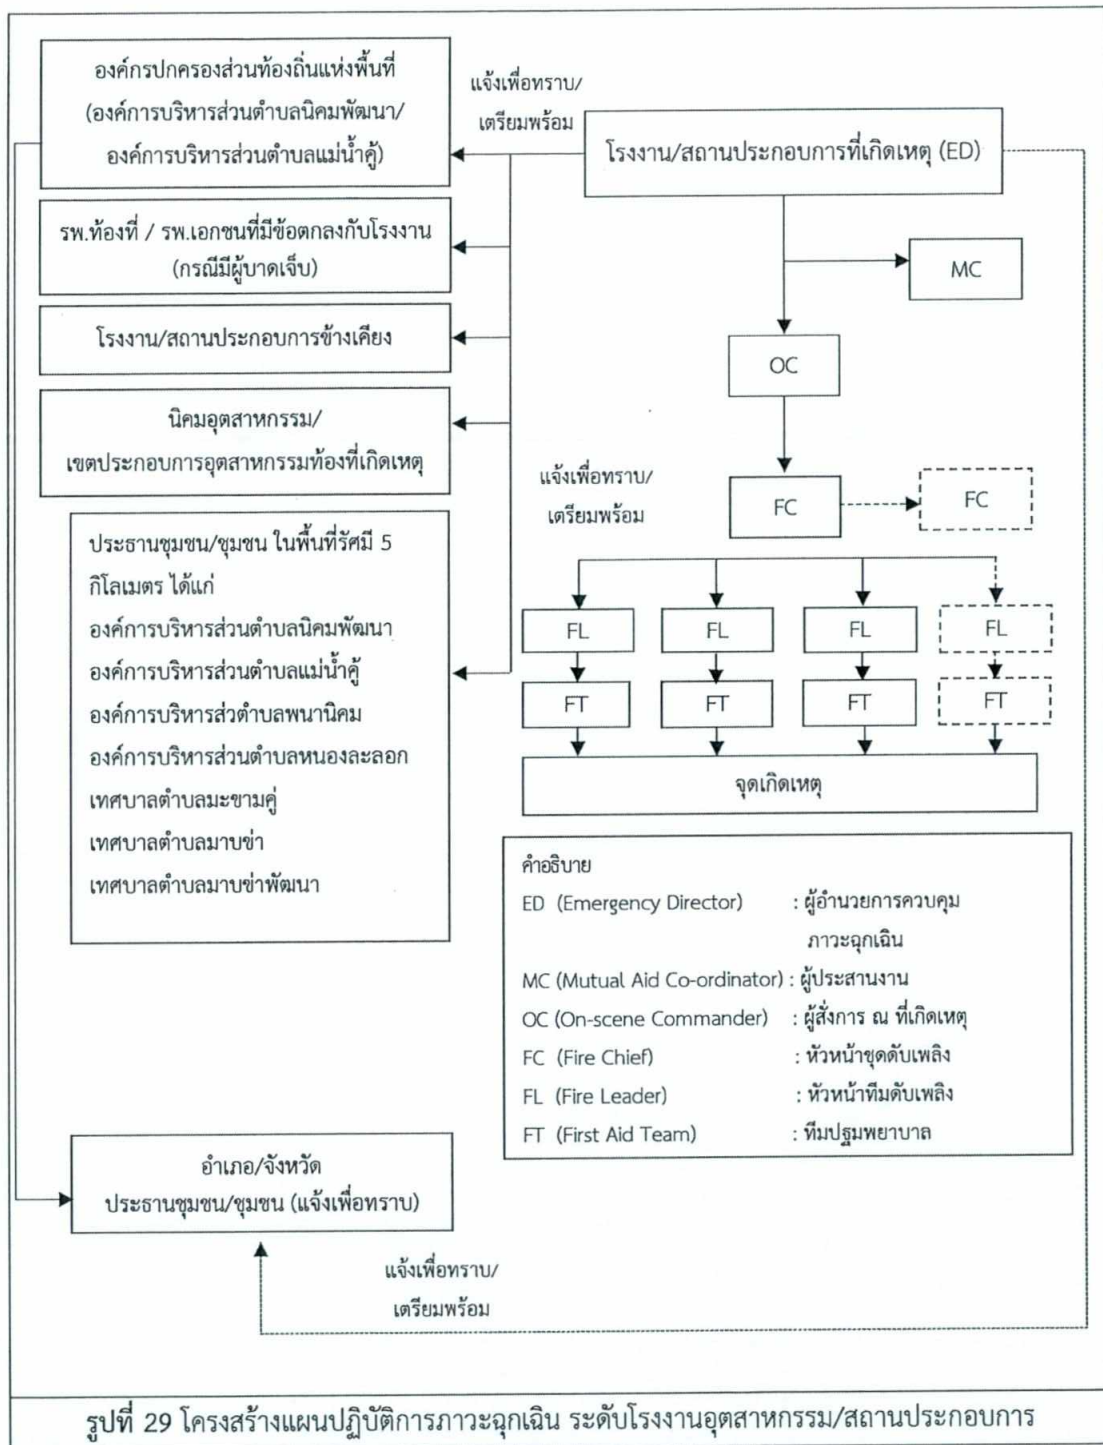 องค์กรปกครองส่วนท้องถิ่นแห่งพื้นที่
(องค์การบริหารส่วนตำบลนิคมพัฒนา/
องค์การบริหารส่วนตำบลแม่น้ำคู้)
แจ้งเพื่อทราบ/
เตรียมพร้อม
โรงงาน/สถานประกอบการที่เกิดเหตุ (ED)
รพ.ท้องที่ / รพ.เอกชนที่มีข้อตกลงกับโรงงาน
(กรณีมีผู้บาดเจ็บ)
MC
โรงงาน/สถานประกอบการข้างเคียง
OC
นิคมอุตสาหกรรม/
เขตประกอบการอุตสาหกรรมท้องที่เกิดเหตุ
แจ้งเพื่อทราบ/
เตรียมพร้อม
FC
FC
ประธานชุมชน/ชุมชน ในพื้นที่รัศมี 5
กิโลเมตร ได้แก่
องค์การบริหารส่วนตำบลนิคมพัฒนา
องค์การบริหารส่วนตำบลแม่น้ำคู้
องค์การบริหารส่วตำบลพนานิคม
องค์การบริหารส่วนตำบลหนองละลอก
เทศบาลตำบลมะขามคู่
เทศบาลตำบลมาบข่า
เทศบาลตำบลมาบข่าพัฒนา
FL
FL
FL
FL
FT
FT
FT
FT
จุดเกิดเหตุ
คำอธิบาย
ED (Emergency Director) : ผู้อำนวยการควบคุม
ภาวะฉุกเฉิน
MC (Mutual Aid Co-ordinator) : ผู้ประสานงาน
OC (On-scene Commander) : ผู้สั่งการ ณ ที่เกิดเหตุ
FC (Fire Chief) : หัวหน้าชุดดับเพลิง
FL (Fire Leader) : หัวหน้าทีมดับเพลิง
FT (First Aid Team) : ทีมปฐมพยาบาล
อำเภอ/จังหวัด
ประธานชุมชน/ชุมชน (แจ้งเพื่อทราบ)
แจ้งเพื่อทราบ/
เตรียมพร้อม
รูปที่ 29 โครงสร้างแผนปฏิบัติการภาวะฉุกเฉิน ระดับโรงงานอุตสาหกรรม/สถานประกอบการ